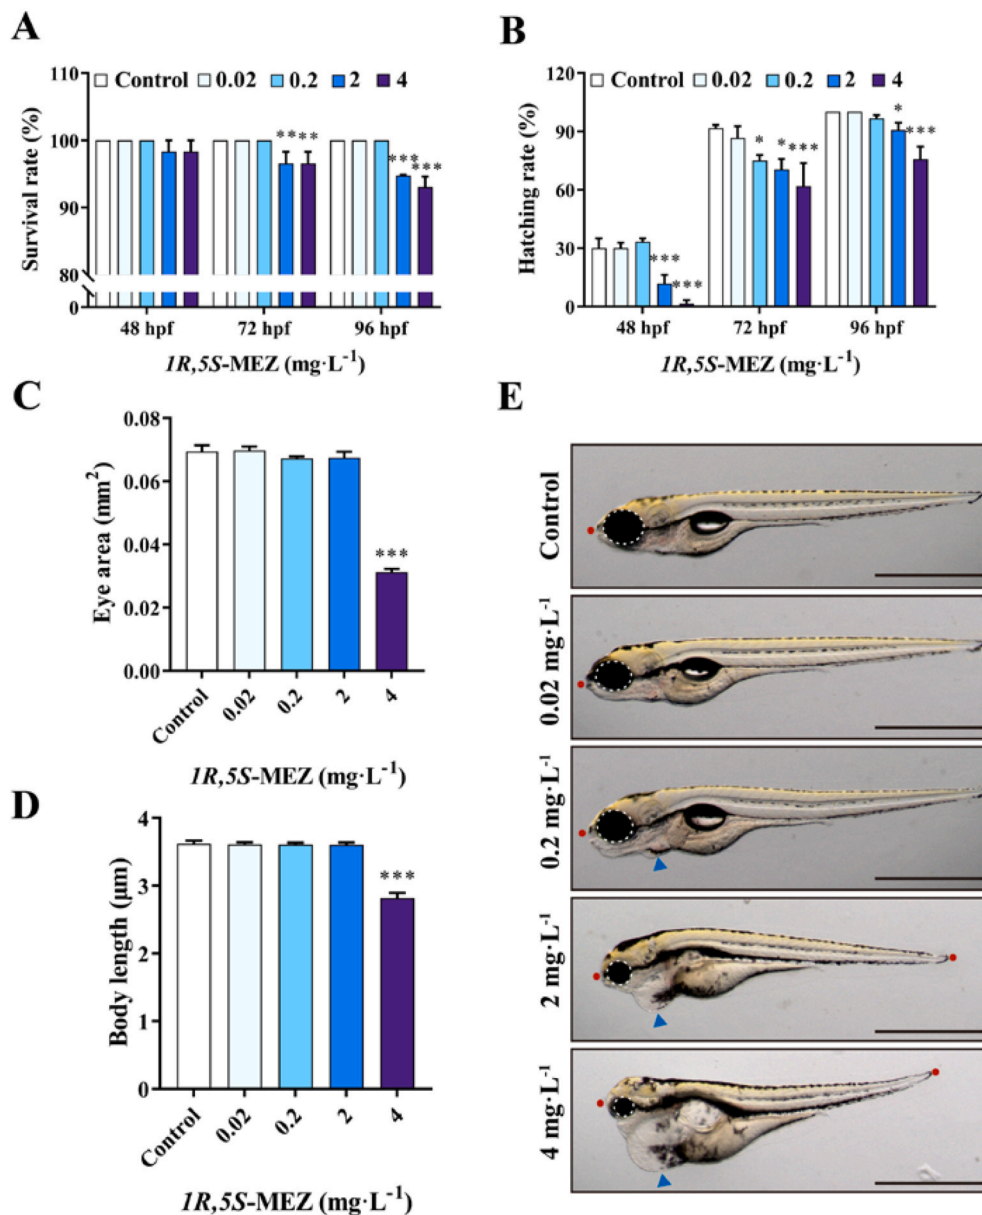 A
Control 0.02 0.2 2 4
Survival rate (%)
110
100
90
80
0
** **
***
***
48 hpf 72 hpf 96 hpf
1R,5S-MEZ (mg·L⁻¹)
B
Control 0.02 0.2 2 4
Hatching rate (%)
120
90
60
30
0
***
***
* * ***
*
***
48 hpf 72 hpf 96 hpf
1R,5S-MEZ (mg·L⁻¹)
C
Eye area (mm²)
0.08
0.06
0.04
0.02
0.00
***
Control 0.02 0.2 2 4
1R,5S-MEZ (mg·L⁻¹)
D
Body length (μm)
4
3
2
1
0
***
Control 0.02 0.2 2 4
1R,5S-MEZ (mg·L⁻¹)
E
Control
0.02 mg·L⁻¹
0.2 mg·L⁻¹
2 mg·L⁻¹
4 mg·L⁻¹